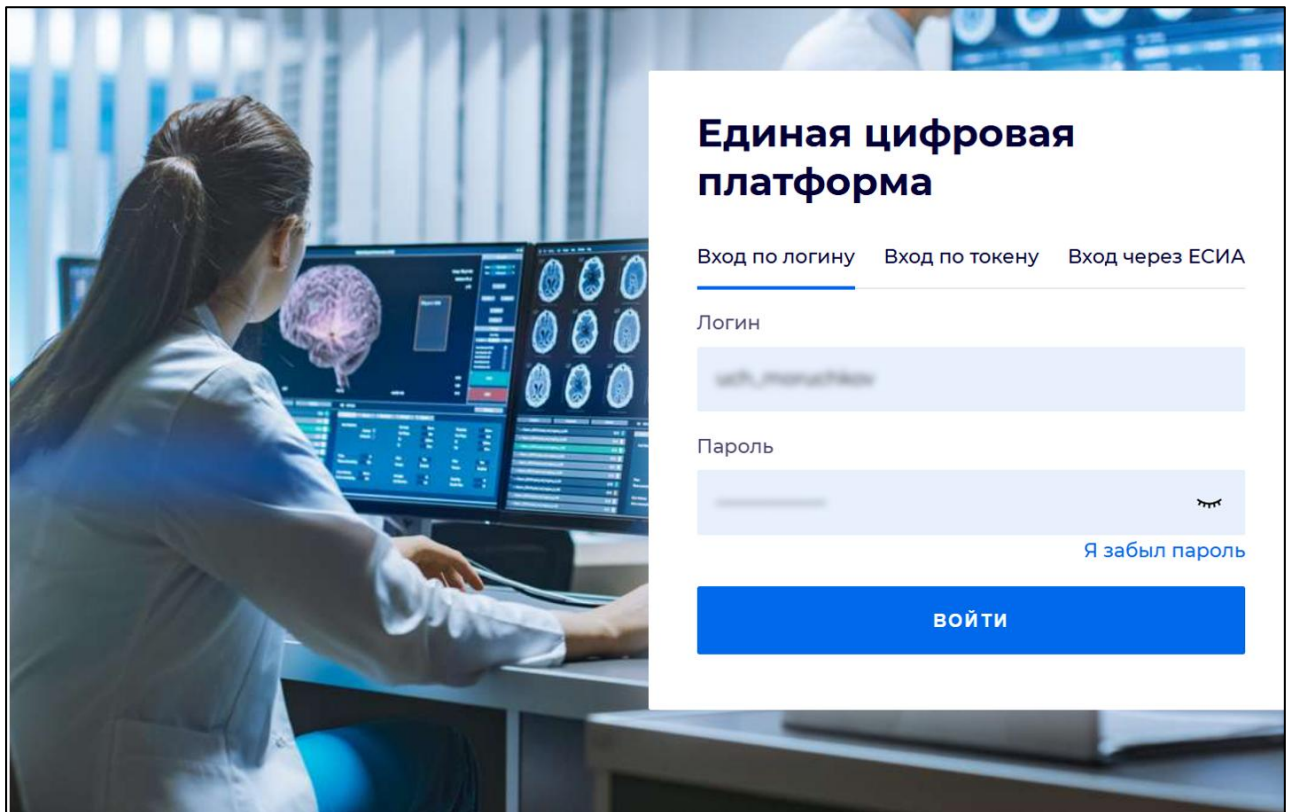 Единая цифровая
платформа
Вход по логину Вход по токену Вход через ЕСИА
Логин
Пароль
Я забыл пароль
ВОЙТИ